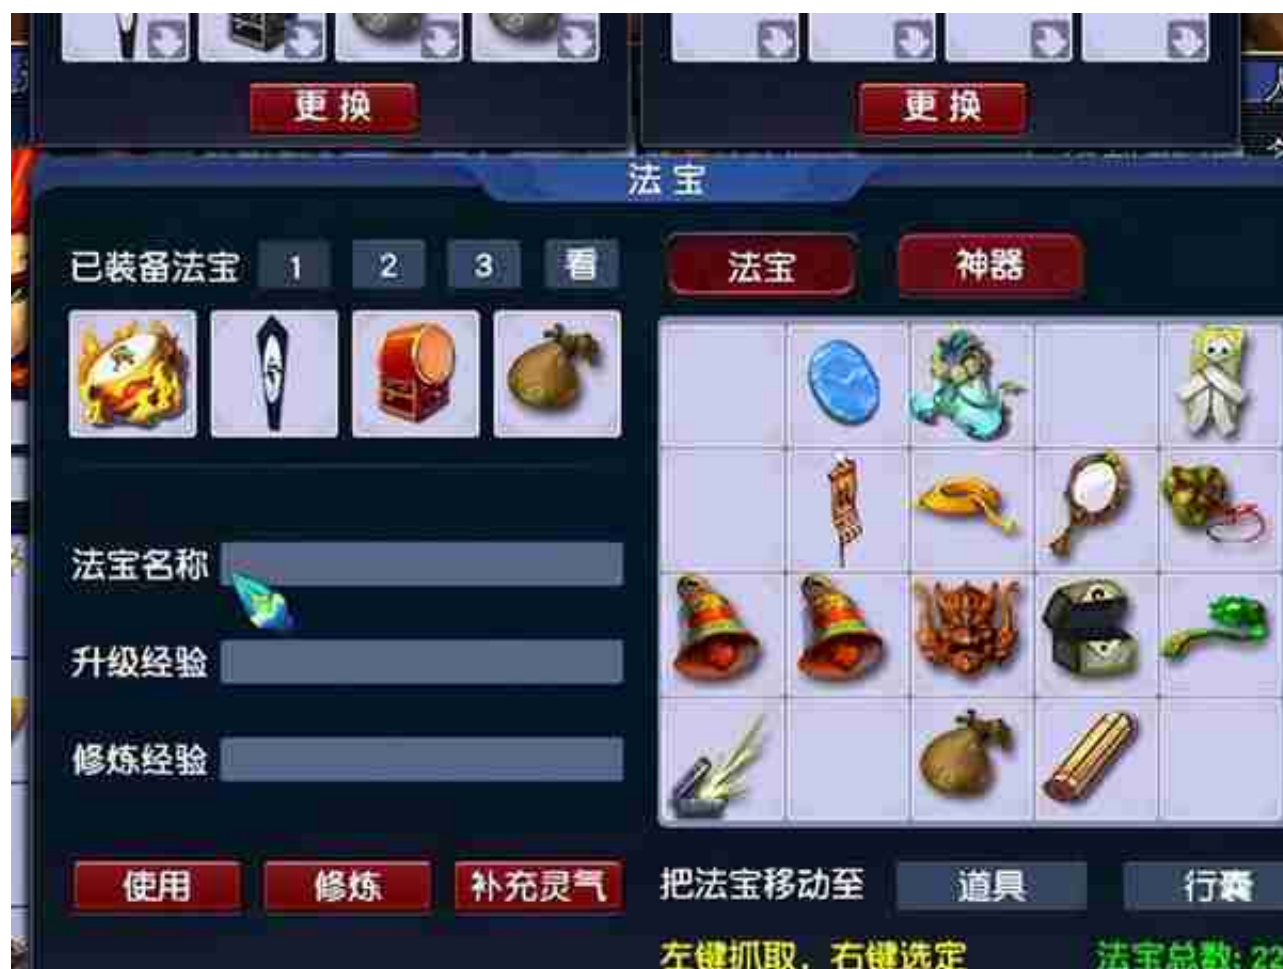 更换
更换
法宝
已装备法宝 1 2 3 看
法宝 神器
法宝名称
升级经验
修炼经验
使用 修炼 补充灵气
把法宝移动至 道具 行囊
左键抓取，右键选定 法宝总数: 22